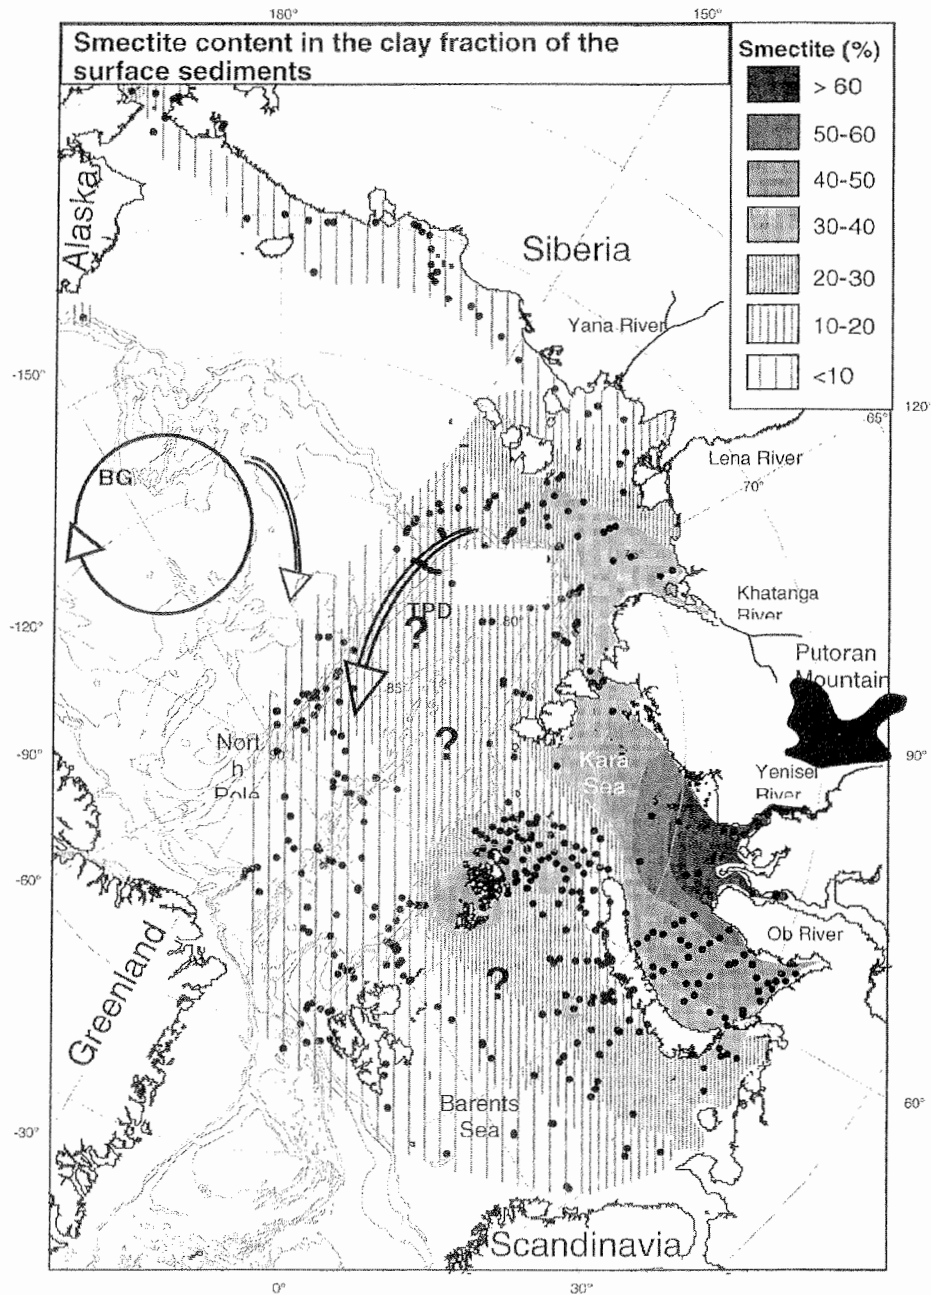 180°
150°
Smectite content in the clay fraction of the
surface sediments
Smectite (%)
> 60
50-60
40-50
30-40
20-30
10-20
<10
Alaska
Siberia
Yana River
-150°
120°
65°
BG
Lena River
70°
TPD
?
80°
Khatanga
River
-120°
Putoran
Mountain
85°
?
Nort
h
Pole
90°
Kara
Sea
-90°
90°
Yenisei
River
-60°
Ob River
?
Greenland
60°
Barents
Sea
-30°
Scandinavia
0°
30°